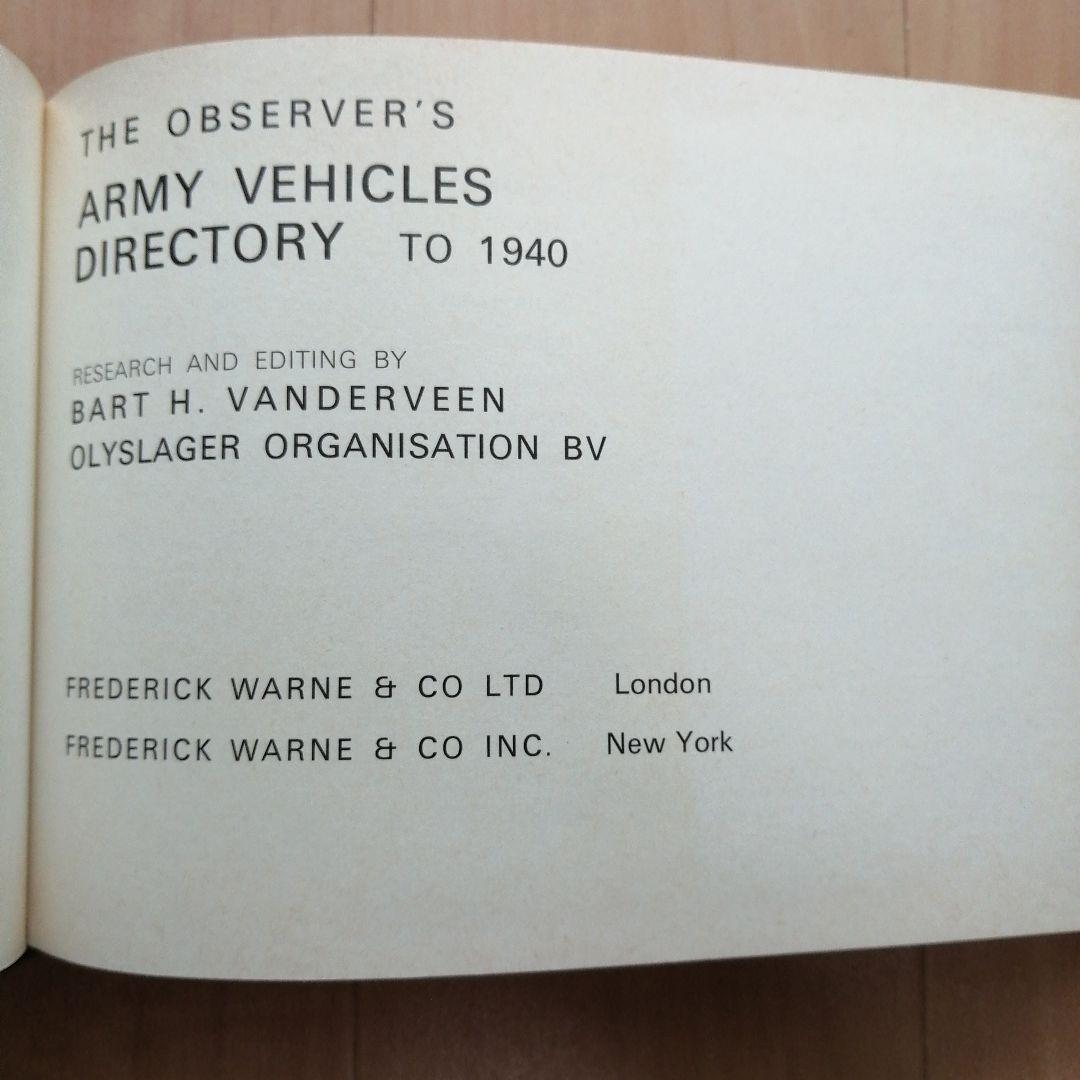 THE OBSERVER'S
ARMY VEHICLES
DIRECTORY TO 1940
RESEARCH AND EDITING BY
BART H. VANDERVEEN
OLYSLAGER ORGANISATION BV
FREDERICK WARNE & CO LTD London
FREDERICK WARNE & CO INC. New York